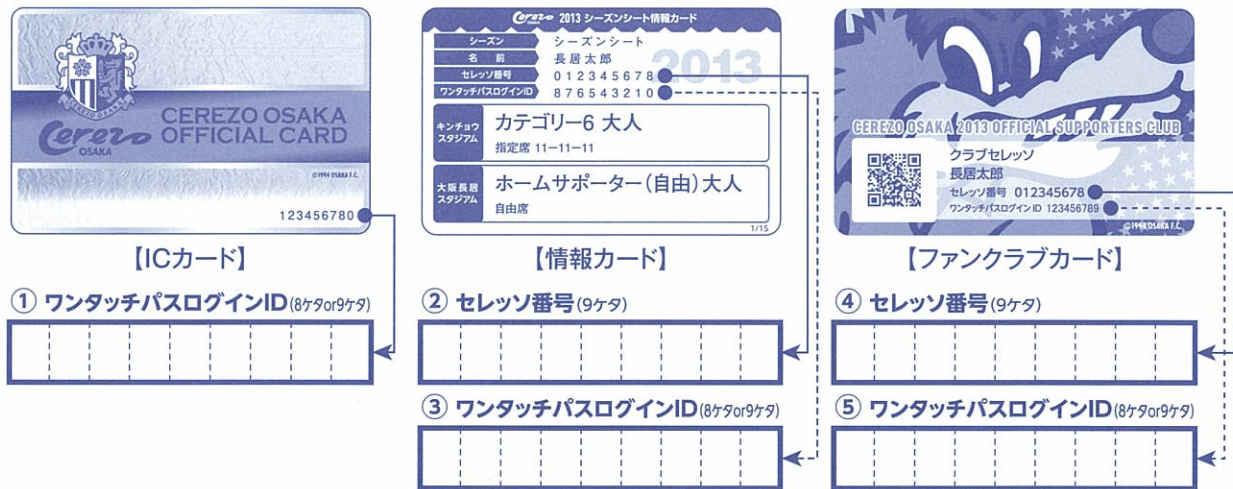 CEREZO OSAKA
Cerezo
OSAKA
CEREZO OSAKA
OFFICIAL CARD
©1994 OSAKA F.C.
123456780
【ICカード】
① ワンタッチパスログインID(8ケタor9ケタ)
Cerezo OSAKA 2013 シーズンシート情報カード
2013
シーズン シーズンシート
名 前 長居太郎
セレッソ番号 012345678
ワンタッチパスログインID 876543210
キンチョウ
スタジアム
カテゴリー6 大人
指定席 11-11-11
大阪長居
スタジアム
ホームサポーター(自由)大人
自由席
1/15
【情報カード】
② セレッソ番号(9ケタ)
③ ワンタッチパスログインID(8ケタor9ケタ)
CEREZO OSAKA 2013 OFFICIAL SUPPORTERS CLUB
クラブセレッソ
長居太郎
セレッソ番号 012345678
ワンタッチパスログインID 123456789
©1994 OSAKA F.C.
【ファンクラブカード】
④ セレッソ番号(9ケタ)
⑤ ワンタッチパスログインID(8ケタor9ケタ)